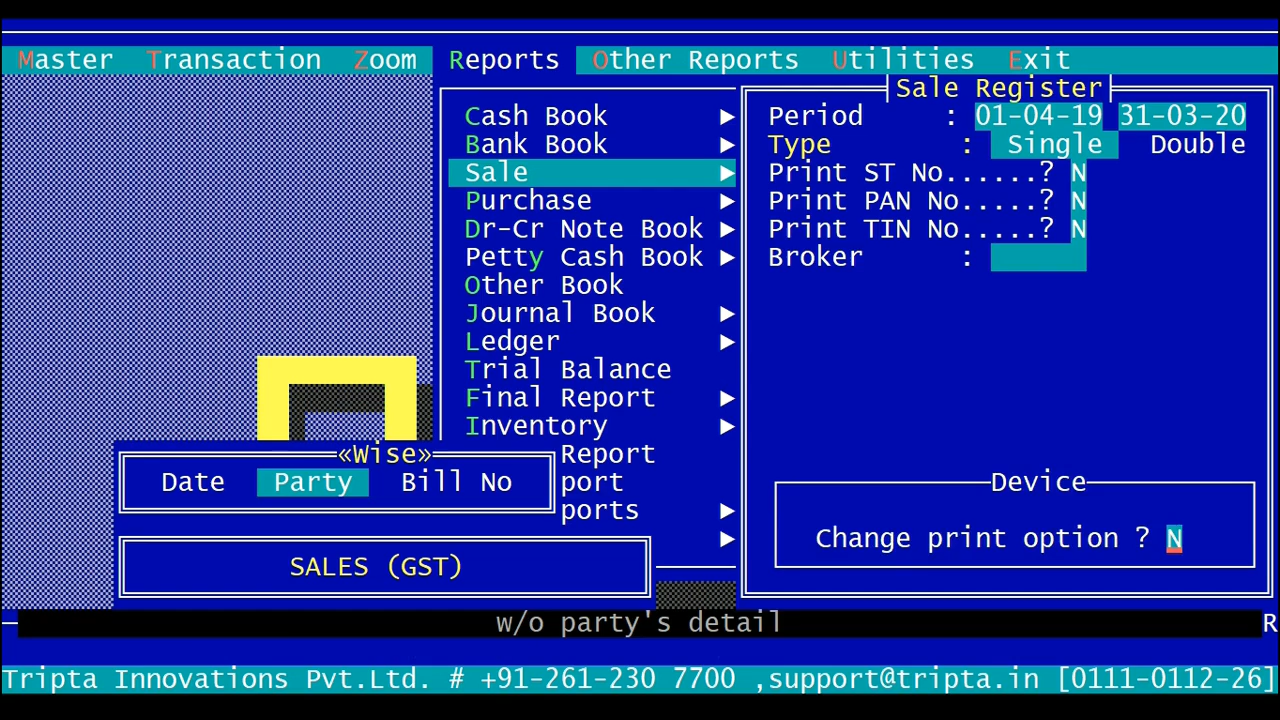 Master Transaction Zoom Reports Other Reports Utilities Exit
Cash Book
Bank Book
Sale
Purchase
Dr-Cr Note Book
Petty Cash Book
Other Book
Journal Book
Ledger
Trial Balance
Final Report
Inventory
Report
port
ports
Sale Register
Period : 01-04-19 31-03-20
Type : Single Double
Print ST No......? N
Print PAN No.....? N
Print TIN No.....? N
Broker :
Device
Change print option ? N
«Wise»
Date Party Bill No
SALES (GST)
w/o party's detail
R
Tripta Innovations Pvt.Ltd. # +91-261-230 7700 ,support@tripta.in [0111-0112-26]